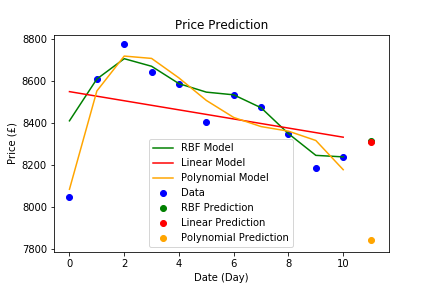 Price Prediction
8800
8600
8400
8200
8000
7800
Price (£)
RBF Model
Linear Model
Polynomial Model
Data
RBF Prediction
Linear Prediction
Polynomial Prediction
0 2 4 6 8 10
Date (Day)